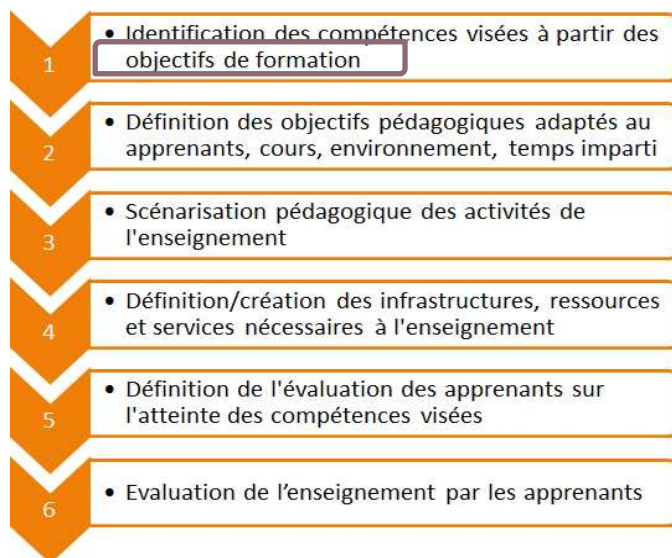 1
• Identification des compétences visées à partir des
objectifs de formation
2
• Définition des objectifs pédagogiques adaptés au
apprenants, cours, environnement, temps imparti
3
• Scénarisation pédagogique des activités de
l'enseignement
4
• Définition/création des infrastructures, ressources
et services nécessaires à l'enseignement
5
• Définition de l'évaluation des apprenants sur
l'atteinte des compétences visées
6
• Evaluation de l’enseignement par les apprenants